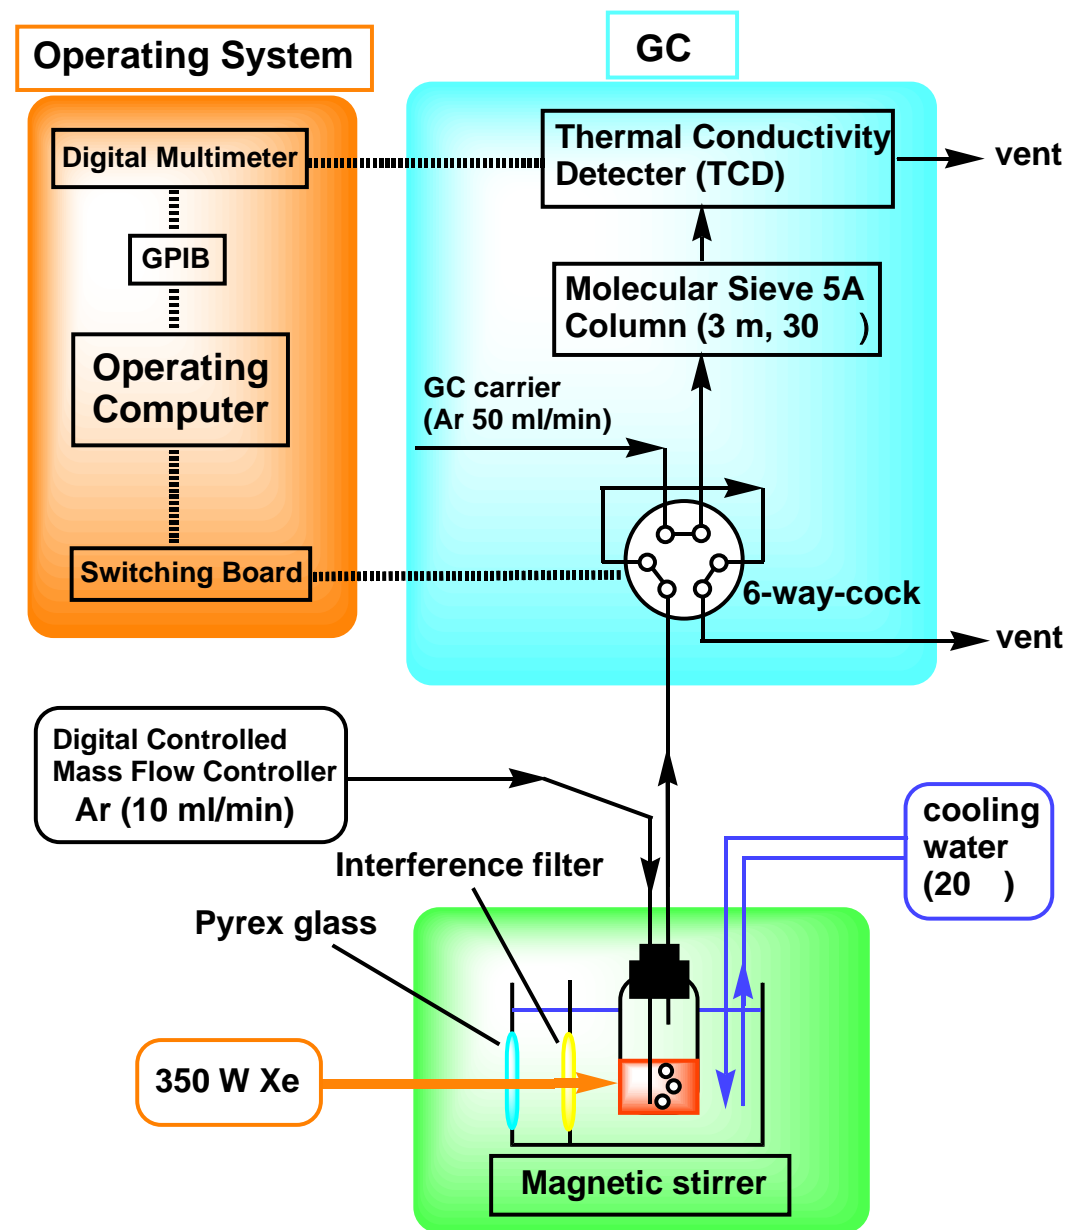 Operating System
GC
Digital Multimeter
GPIB
Operating
Computer
Switching Board
Thermal Conductivity
Detecter (TCD)
vent
Molecular Sieve 5A
Column (3 m, 30    )
GC carrier
(Ar 50 ml/min)
6-way-cock
vent
Digital Controlled
Mass Flow Controller
Ar (10 ml/min)
cooling
water
(20    )
Interference filter
Pyrex glass
350 W Xe
Magnetic stirrer